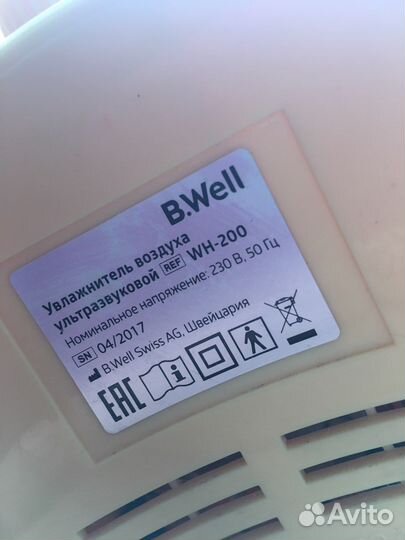 B.Well
Увлажнитель воздуха
ультразвуковой REF WH-200
Номинальное напряжение: 230 В, 50 Гц
SN 04/2017
B.Well Swiss AG, Швейцария
EAC
Avito